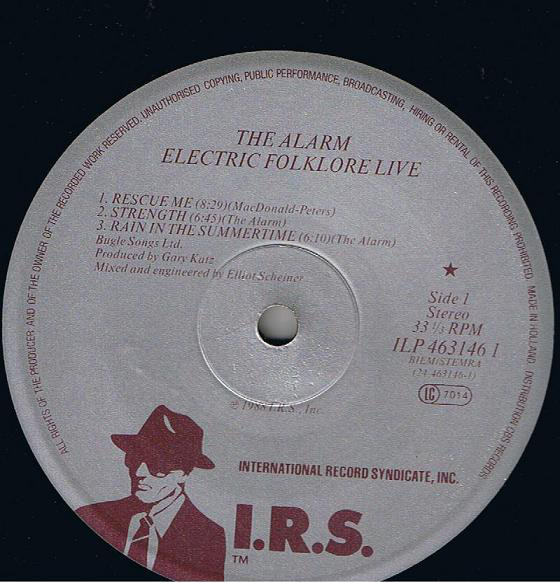 ALL RIGHTS OF THE PRODUCER AND OF THE OWNER OF THE RECORDED WORK RESERVED. UNAUTHORISED COPYING, PUBLIC PERFORMANCE, BROADCASTING, HIRING OR RENTAL OF THIS RECORDING PROHIBITED. MADE IN HOLLAND DISTRIBUTION CBS RECORDS
THE ALARM
ELECTRIC FOLKLORE LIVE
1. RESCUE ME (8:29)(MacDonald-Peters)
2. STRENGTH (6:45)(The Alarm)
3. RAIN IN THE SUMMERTIME (6:10)(The Alarm)
Bugle Songs Ltd.
Produced by Gary Katz
Mixed and engineered by Elliot Scheiner
Side 1
Stereo
33 1/3 RPM
ILP 463146 1
BIEM/STEMRA
(24-463146-1)
LC 7014
℗ 1988 I.R.S., Inc.
INTERNATIONAL RECORD SYNDICATE, INC.
I.R.S.
TM